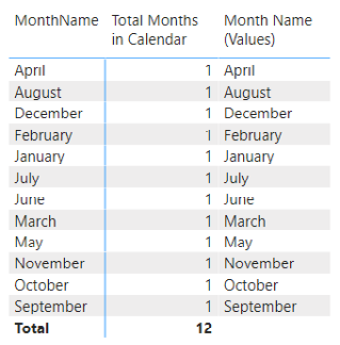 MonthName Total Months Month Name
in Calendar (Values)
April 1 April
August 1 August
December 1 December
February 1 February
January 1 January
July 1 July
June 1 June
March 1 March
May 1 May
November 1 November
October 1 October
September 1 September
Total 12